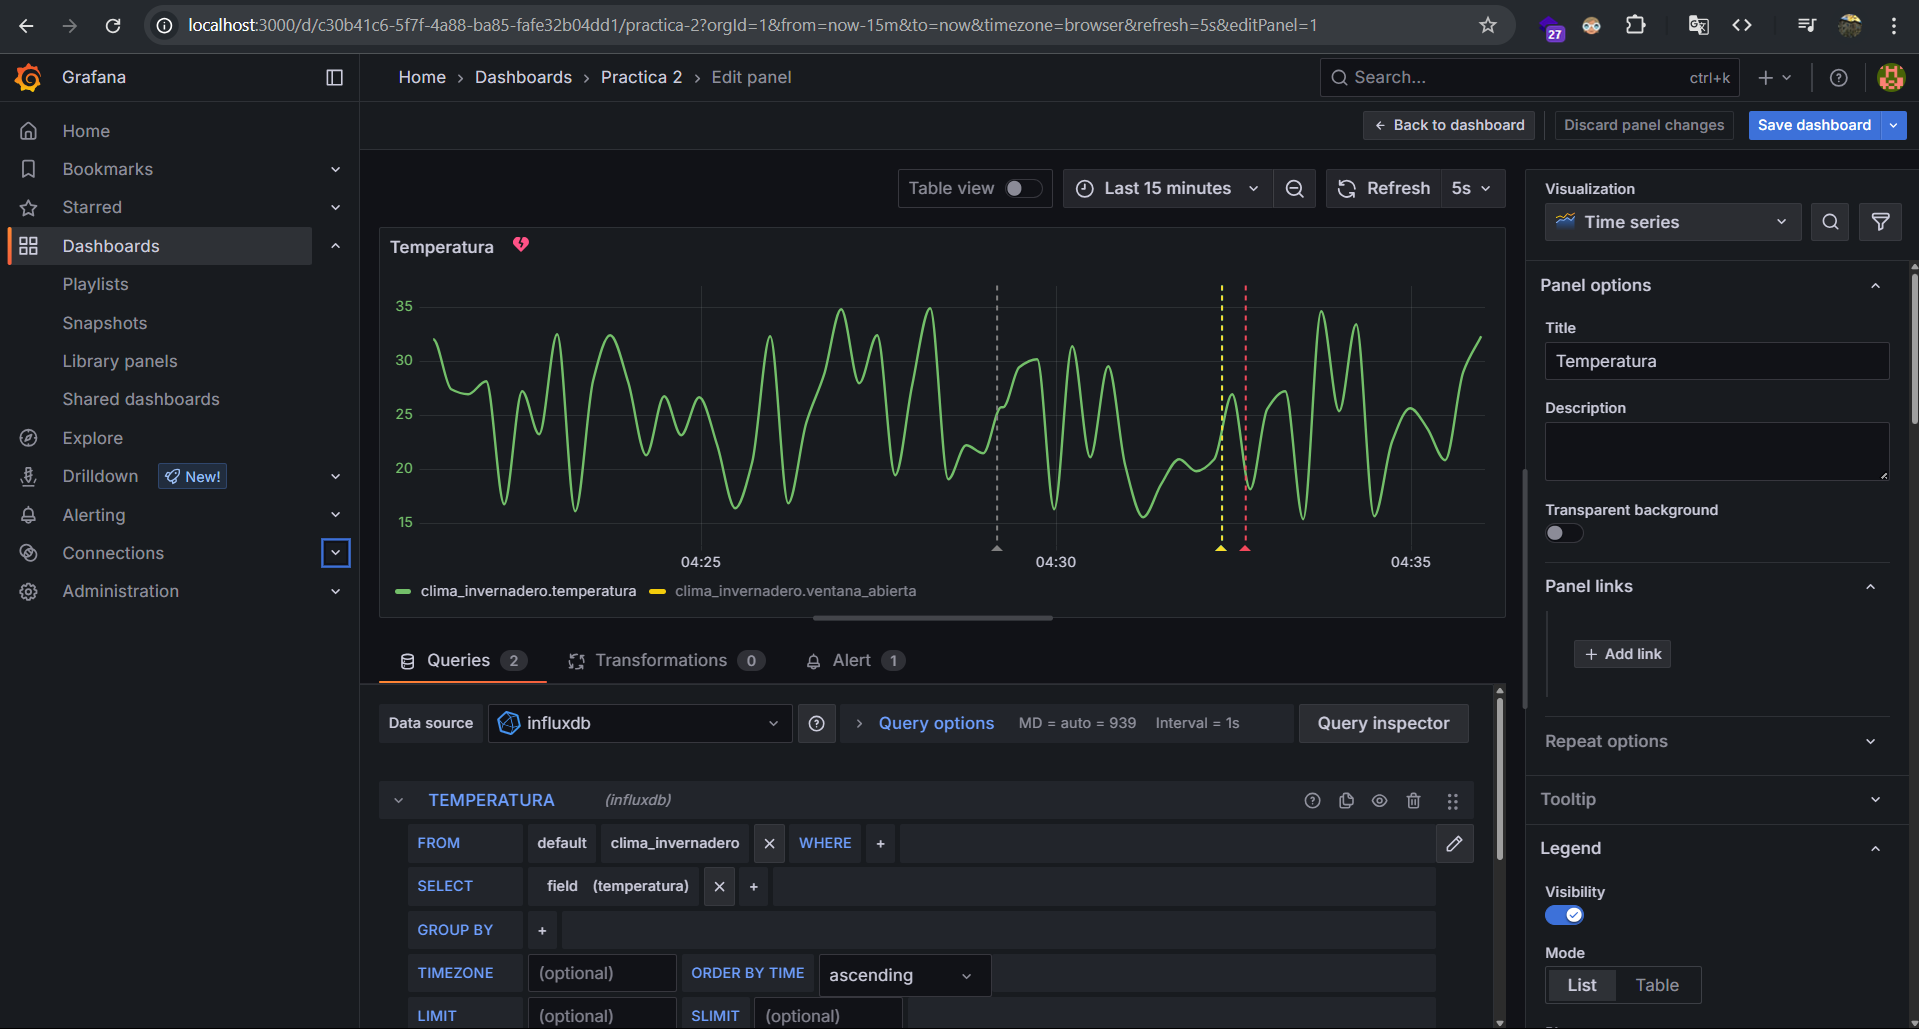 localhost:3000/d/c30b41c6-5f7f-4a88-ba85-fafe32b04dd1/practica-2?orgId=1&from=now-15m&to=now&timezone=browser&refresh=5s&editPanel=1
27
Grafana
Home › Dashboards › Practica 2 › Edit panel
Search...
ctrl+k
Home
Bookmarks
Starred
Dashboards
Playlists
Snapshots
Library panels
Shared dashboards
Explore
Drilldown
New!
Alerting
Connections
Administration
Back to dashboard
Discard panel changes
Save dashboard
Table view
Last 15 minutes
Refresh
5s
Temperatura
35
30
25
20
15
04:25
04:30
04:35
clima_invernadero.temperatura
clima_invernadero.ventana_abierta
Queries 2
Transformations 0
Alert 1
Data source
influxdb
Query options
MD = auto = 939
Interval = 1s
Query inspector
TEMPERATURA
(influxdb)
FROM default clima_invernadero WHERE +
SELECT field (temperatura) +
GROUP BY +
TIMEZONE (optional) ORDER BY TIME ascending
LIMIT (optional) SLIMIT (optional)
Visualization
Time series
Panel options
Title
Temperatura
Description
Transparent background
Panel links
+ Add link
Repeat options
Tooltip
Legend
Visibility
Mode
List
Table